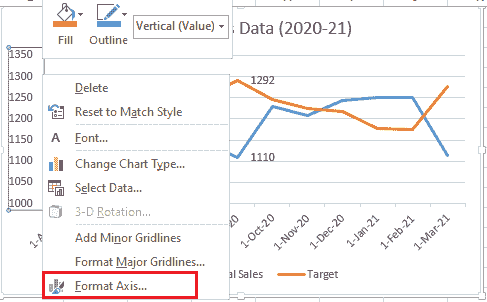 Fill
Outline
Vertical (Value)
Data (2020-21)
1350
1300
1250
1200
1150
1100
1050
1000
1292
1110
Delete
Reset to Match Style
Font...
Change Chart Type...
Select Data...
3-D Rotation...
Add Minor Gridlines
Format Major Gridlines...
Format Axis...
1-Oct-20
1-Nov-20
1-Dec-20
1-Jan-21
1-Feb-21
1-Mar-21
Sales
Target